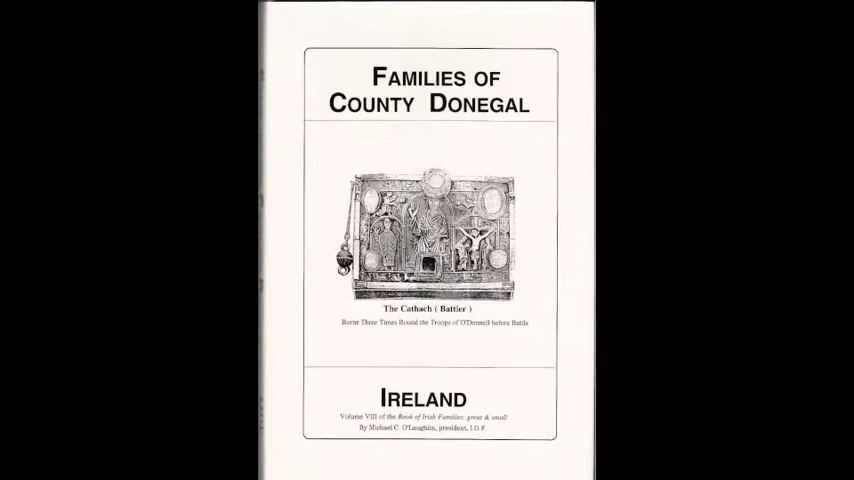 FAMILIES OF
COUNTY DONEGAL
The Cathach ( Battler )
Borne Three Times Round the Troops of O'Donnell before Battle
IRELAND
Volume VIII of the Book of Irish Families, great & small
By Michael C. O'Laughlin, president, I.G.F.